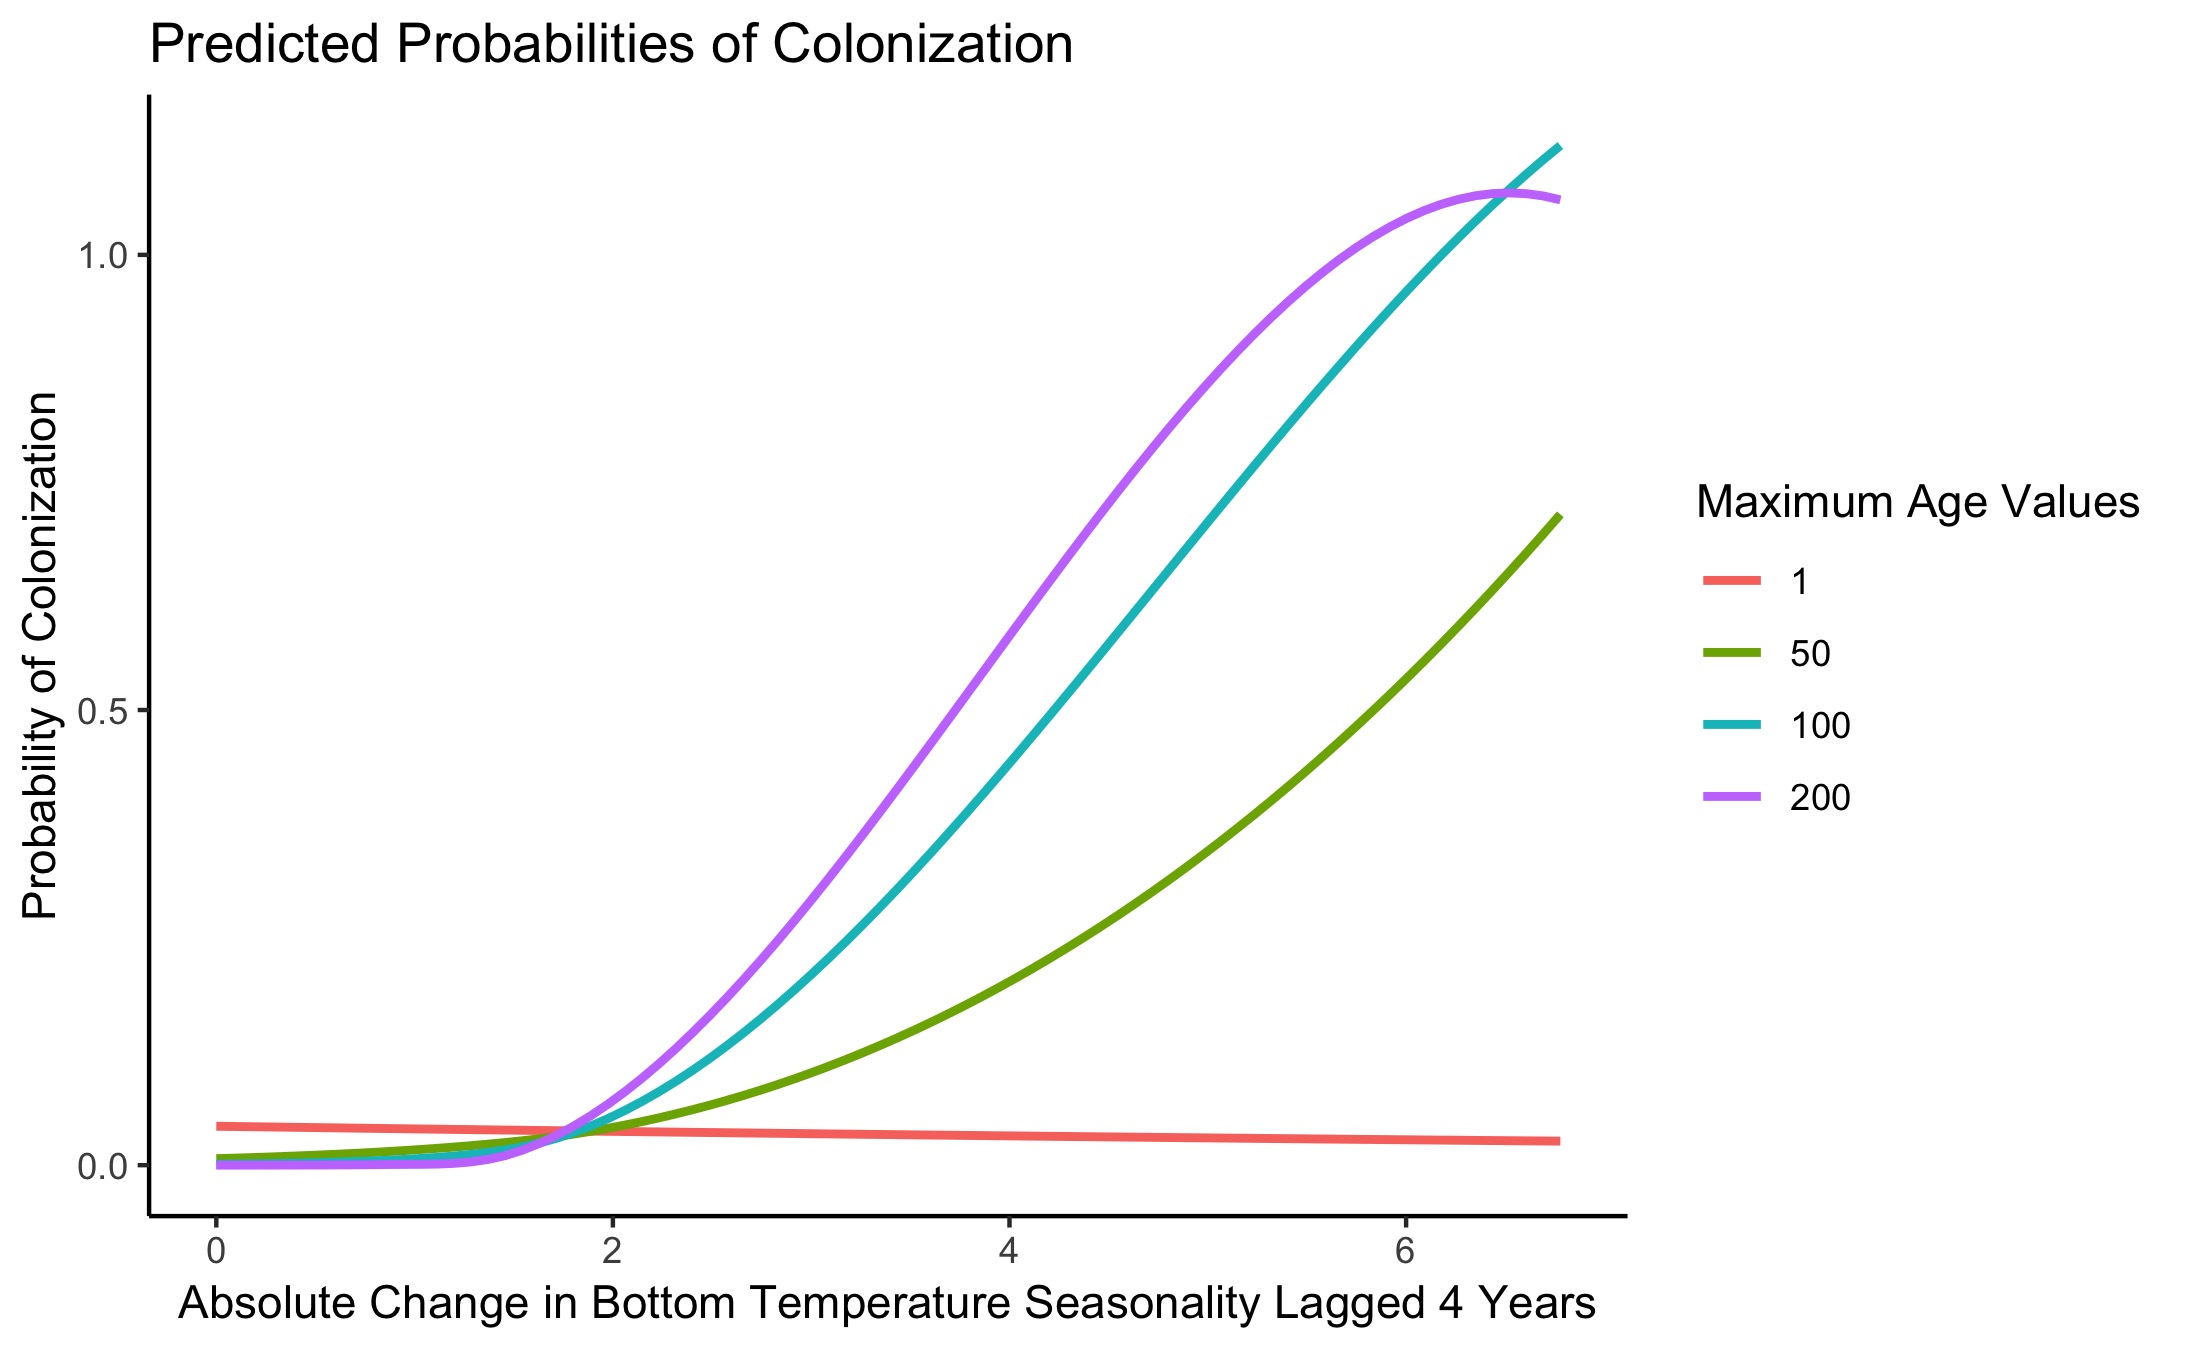 Predicted Probabilities of Colonization
Probability of Colonization
1.0
0.5
0.0
0 2 4 6
Absolute Change in Bottom Temperature Seasonality Lagged 4 Years
Maximum Age Values
1
50
100
200